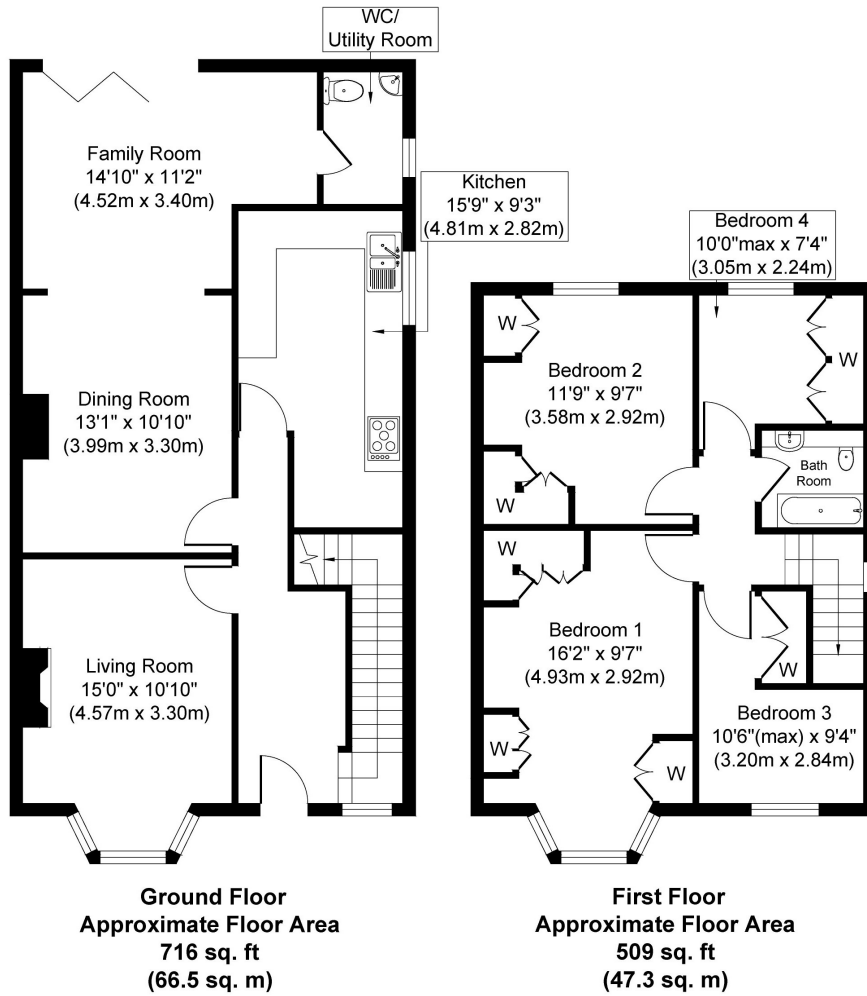 WC/
Utility Room
Family Room
14'10" x 11'2"
(4.52m x 3.40m)
Kitchen
15'9" x 9'3"
(4.81m x 2.82m)
Dining Room
13'1" x 10'10"
(3.99m x 3.30m)
Living Room
15'0" x 10'10"
(4.57m x 3.30m)
Ground Floor
Approximate Floor Area
716 sq. ft
(66.5 sq. m)
Bedroom 4
10'0"max x 7'4"
(3.05m x 2.24m)
W
W
Bedroom 2
11'9" x 9'7"
(3.58m x 2.92m)
Bath
Room
W
W
Bedroom 1
16'2" x 9'7"
(4.93m x 2.92m)
W
Bedroom 3
10'6"(max) x 9'4"
(3.20m x 2.84m)
W
W
First Floor
Approximate Floor Area
509 sq. ft
(47.3 sq. m)